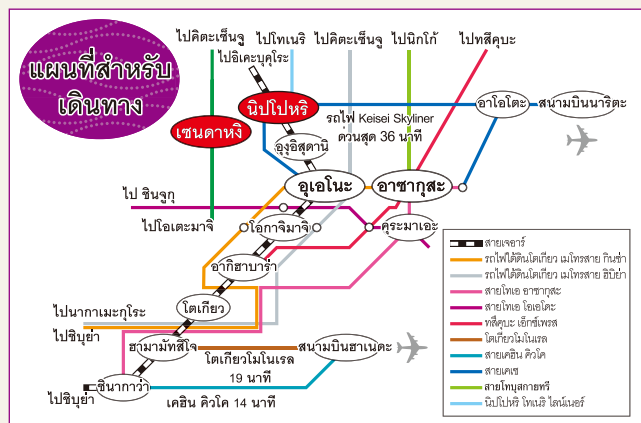 แผนที่สำหรับ
เดินทาง
ไปคิตะเซ็นจู
ไปอิเคะบุคุโระ
ไปโทเนริ
ไปคิตะเซ็นจู
ไปนิกโก้
ไปทสึคุบะ
นิปโปหริ
เซนดาหงิ
อุงุอิสุดานิ
รถไฟ Keisei Skyliner
ด่วนสุด 36 นาที
อาโอโตะ
สนามบินนาริตะ
อุเอโนะ
อาซากุสะ
ไป ชินจูกุ
ไปโอเตะมาจิ
โอกาจิมาจิ
คุระมาเอะ
อากิฮาบาร่า
โตเกียว
ไปนากาเมะกุโระ
ไปชิบุย่า
ฮามามัทสึโจ
โตเกียวโมโนเรล
19 นาที
สนามบินฮาเนดะ
ชินากาว่า
ไปชิบุย่า
เคฮิน คิวโค 14 นาที
สายเจอาร์
รถไฟใต้ดินโตเกียว เมโทรสาย กินซ่า
รถไฟใต้ดินโตเกียว เมโทรสาย ฮิบิย่า
สายโทเอ อาซากุสะ
สายโทเอ โอเอโดะ
ทสึคุบะ เอ็กซ์เพรส
โตเกียวโมโนเรล
สายเคฮิน คิวโค
สายเคเซ
สายโทบุสกายทรี
นิปโปหริ โทเนริ ไลน์เนอร์